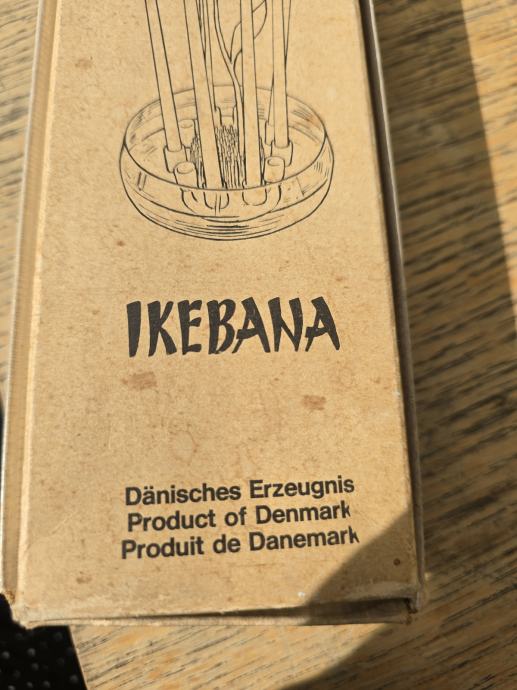 IKEBANA
Dänisches Erzeugnis
Product of Denmark
Produit de Danemark